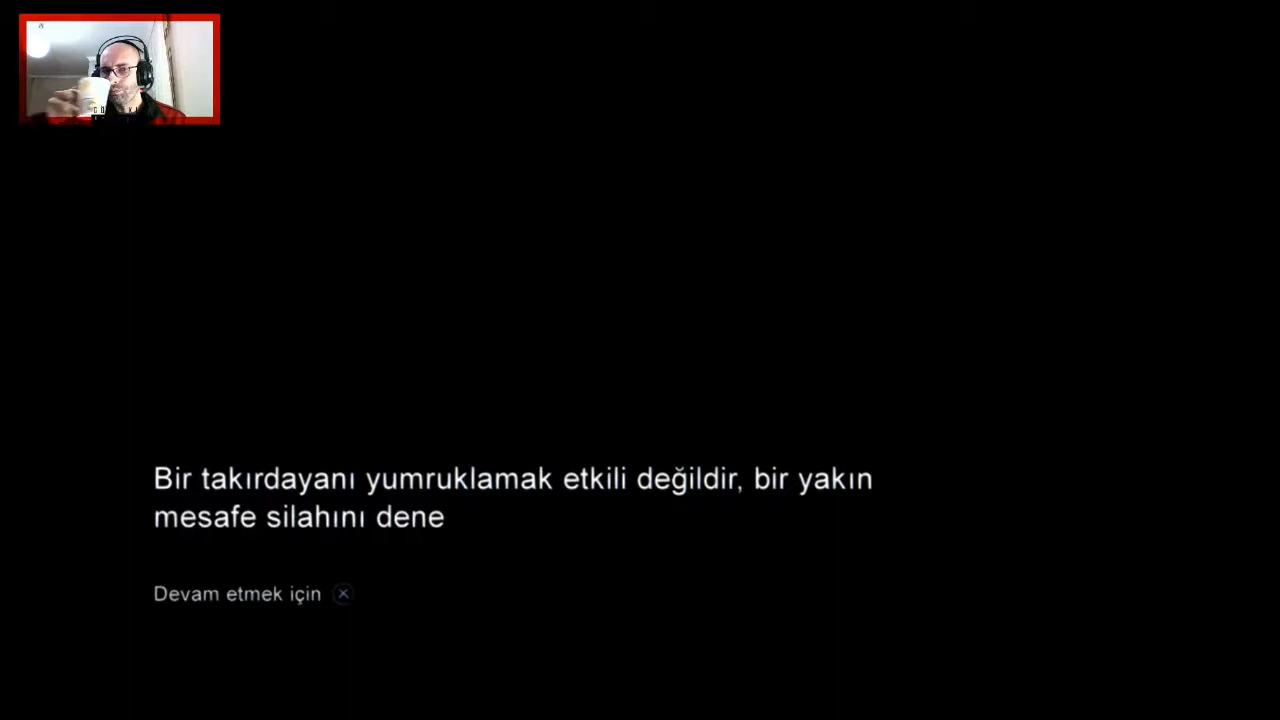 Bir takırdayanı yumruklamak etkili değildir, bir yakın
mesafe silahını dene
Devam etmek için